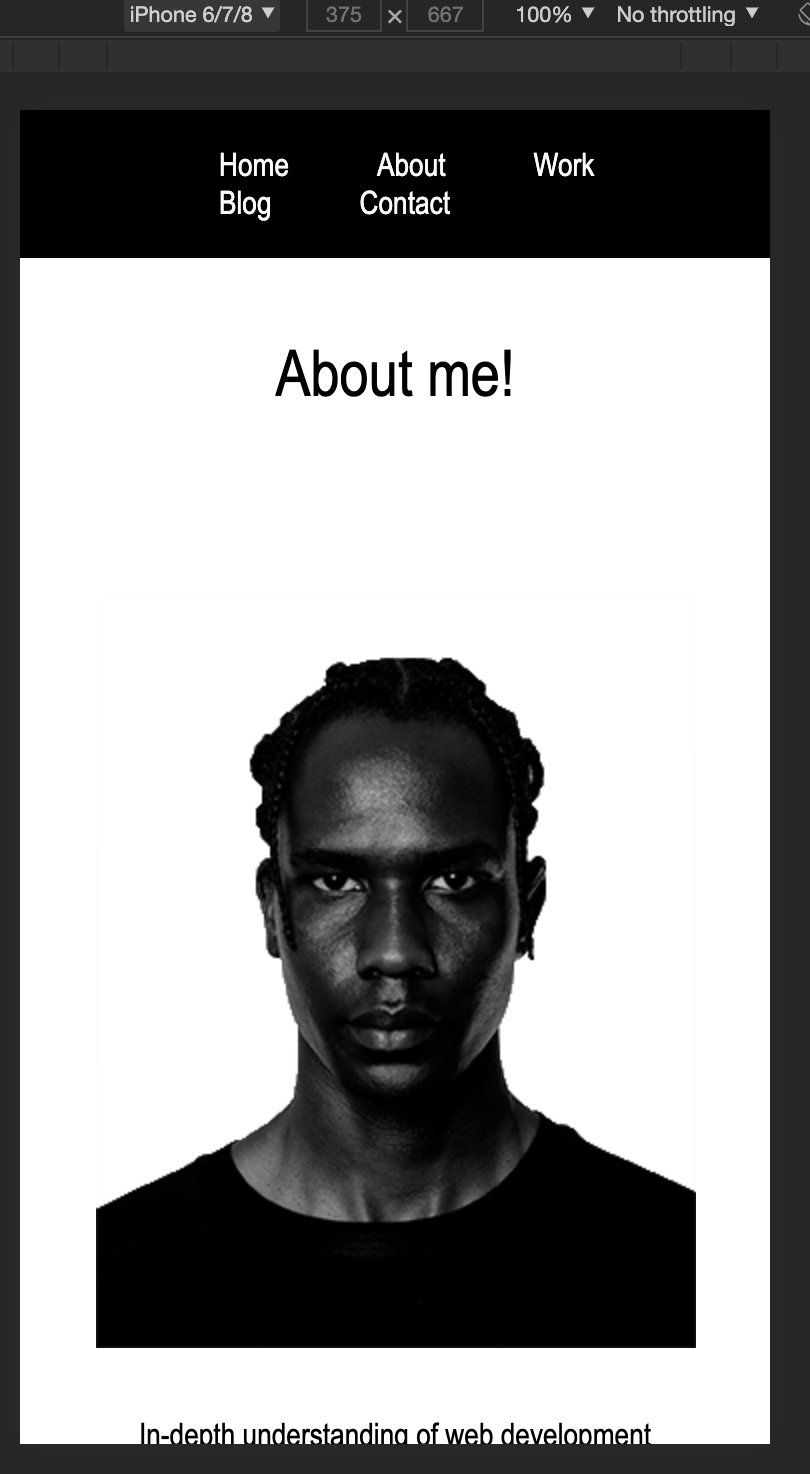 iPhone 6/7/8 ▼ 375 × 667 100% ▼ No throttling ▼
Home About Work
Blog Contact
About me!
In-depth understanding of web development